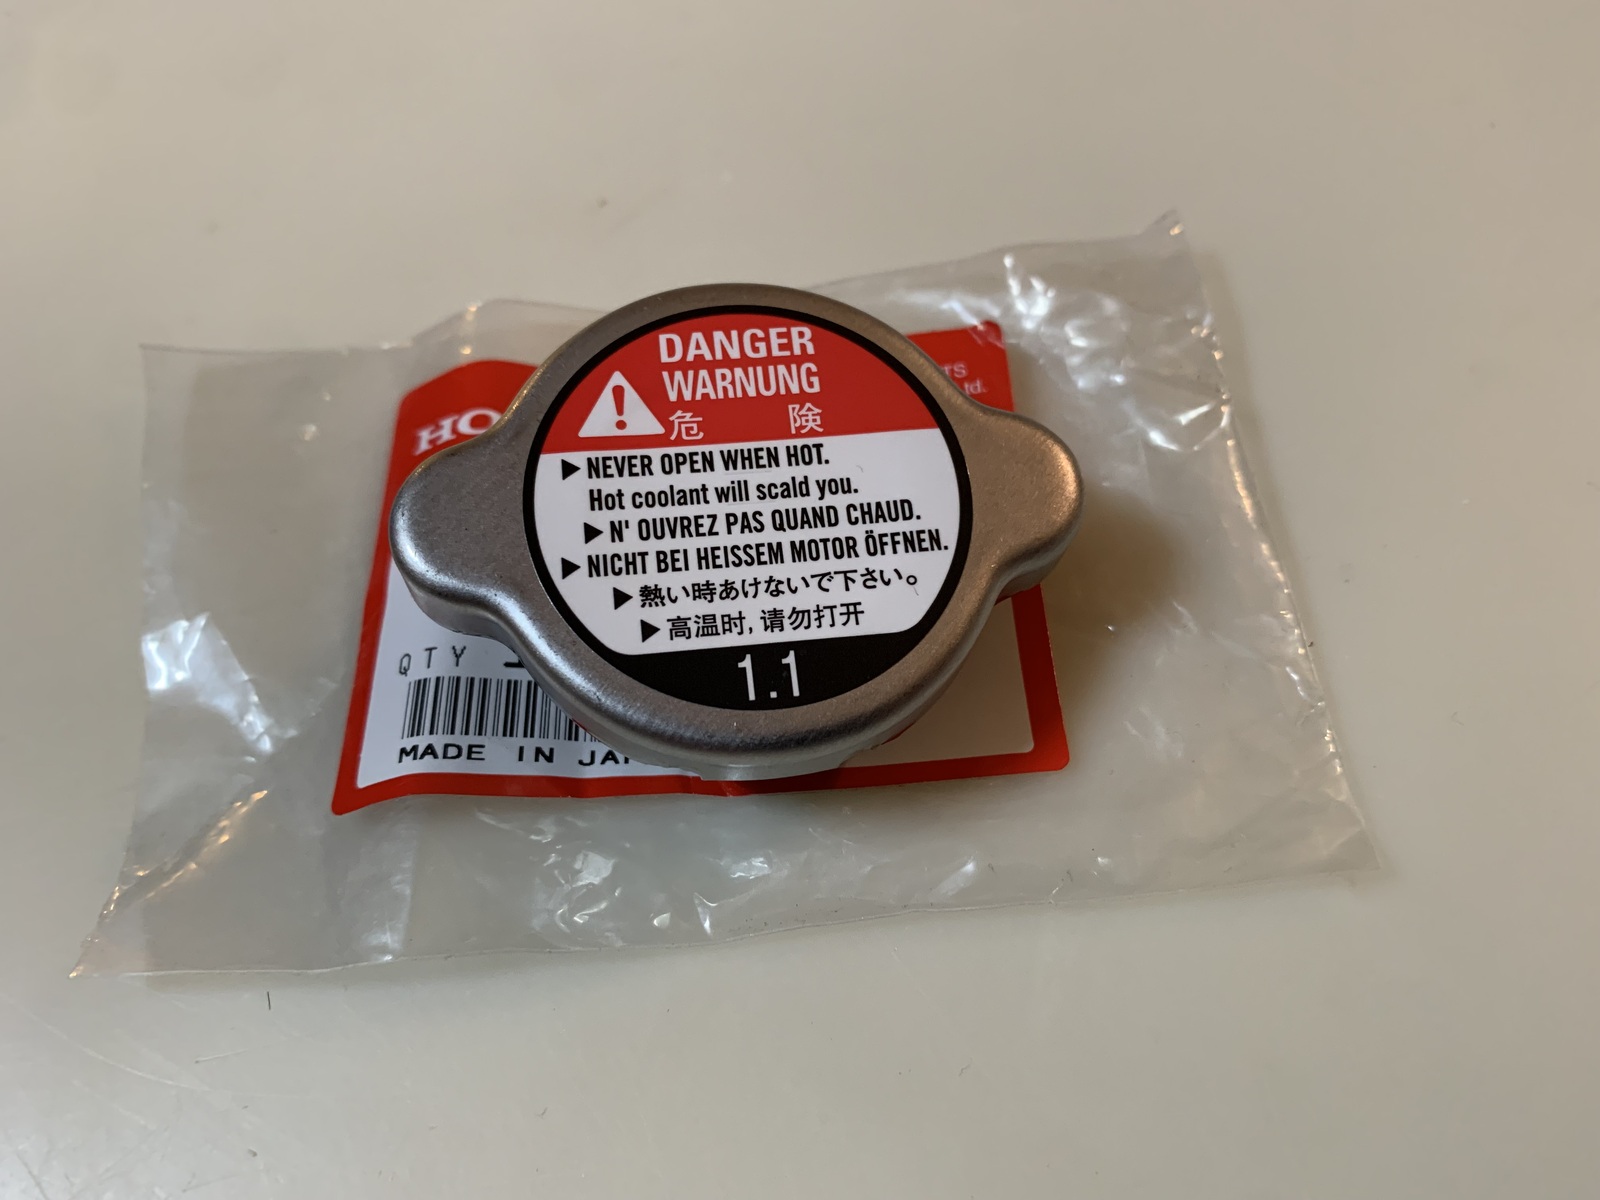 DANGER
WARNUNG
危 険
▶ NEVER OPEN WHEN HOT.
Hot coolant will scald you.
▶ N' OUVREZ PAS QUAND CHAUD.
▶ NICHT BEI HEISSEM MOTOR ÖFFNEN.
▶ 熱い時あけないで下さい。
▶ 高温时, 请勿打开
1.1
QTY
MADE IN